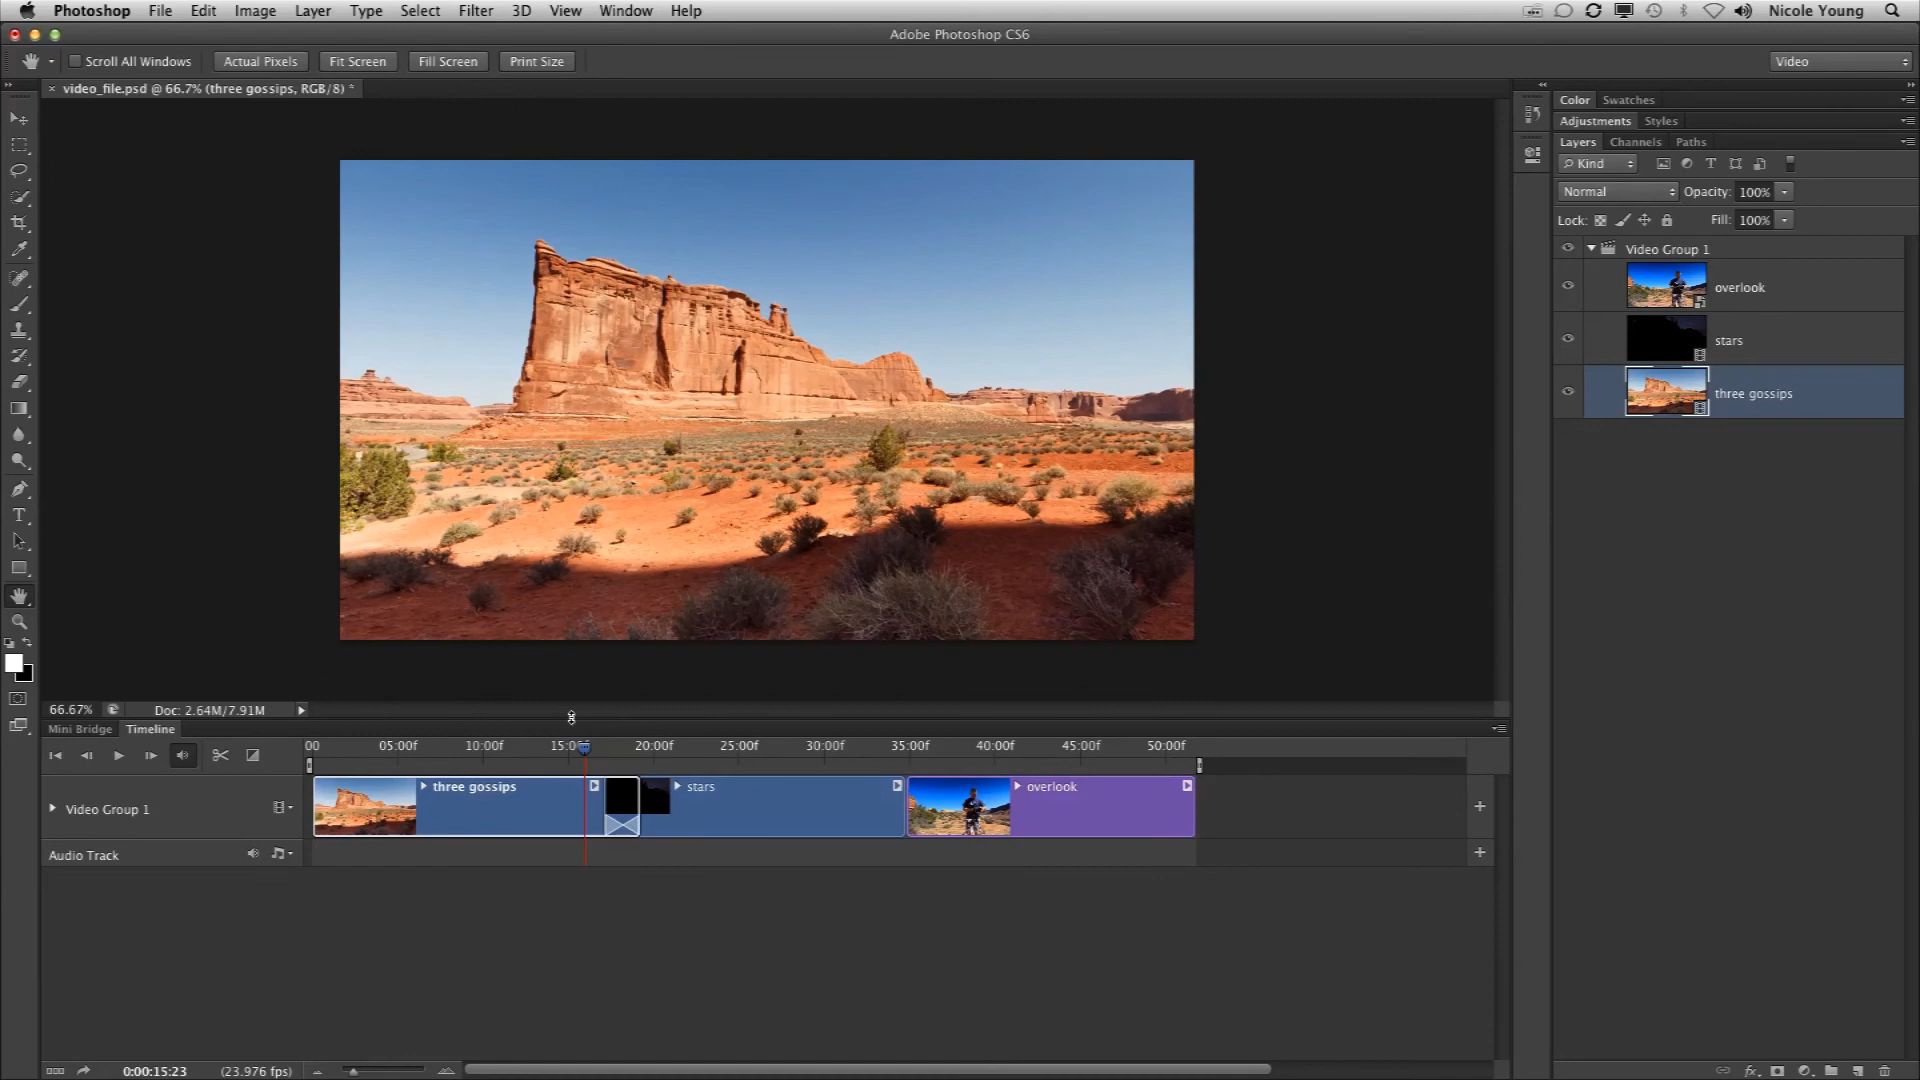 Photoshop File Edit Image Layer Type Select Filter 3D View Window Help Nicole Young
Adobe Photoshop CS6
Scroll All Windows Actual Pixels Fit Screen Fill Screen Print Size Video
video_file.psd @ 66.7% (three gossips, RGB/8) *
Color Swatches
Adjustments Styles
Layers Channels Paths
Kind
Normal Opacity: 100%
Lock: Fill: 100%
Video Group 1
overlook
stars
three gossips
66.67% Doc: 2.64M/7.91M
Mini Bridge Timeline
00 05:00f 10:00f 15:00f 20:00f 25:00f 30:00f 35:00f 40:00f 45:00f 50:00f
three gossips stars overlook
Video Group 1
Audio Track
0:00:15:23 (23.976 fps)